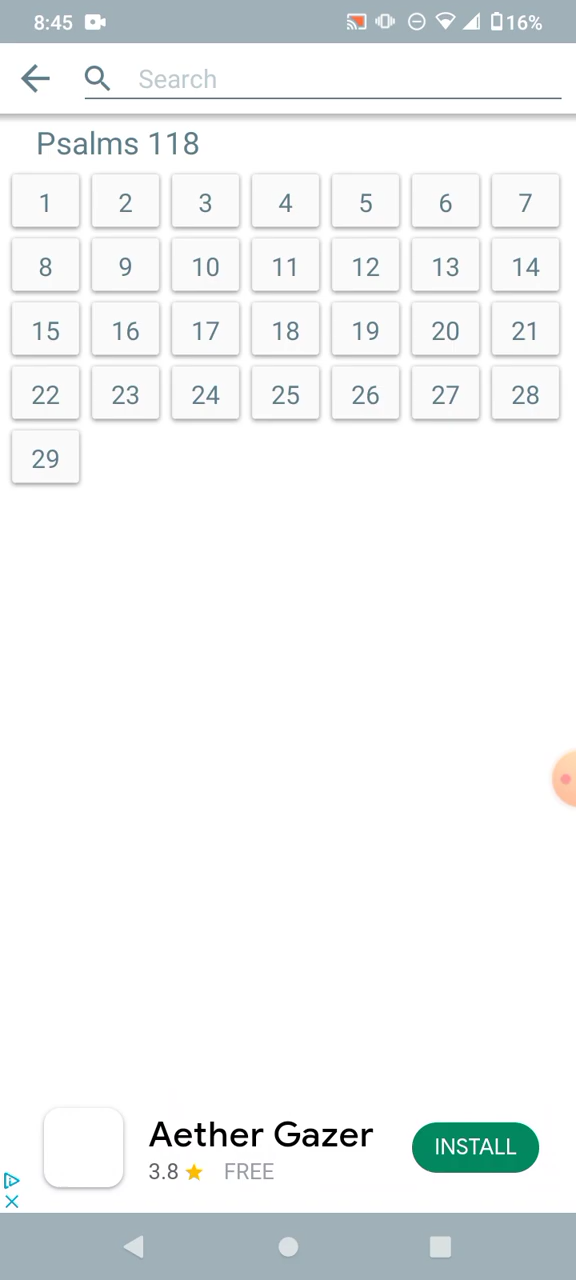 8:45 16%
Search
Psalms 118
1 2 3 4 5 6 7
8 9 10 11 12 13 14
15 16 17 18 19 20 21
22 23 24 25 26 27 28
29
Aether Gazer
3.8 FREE
INSTALL